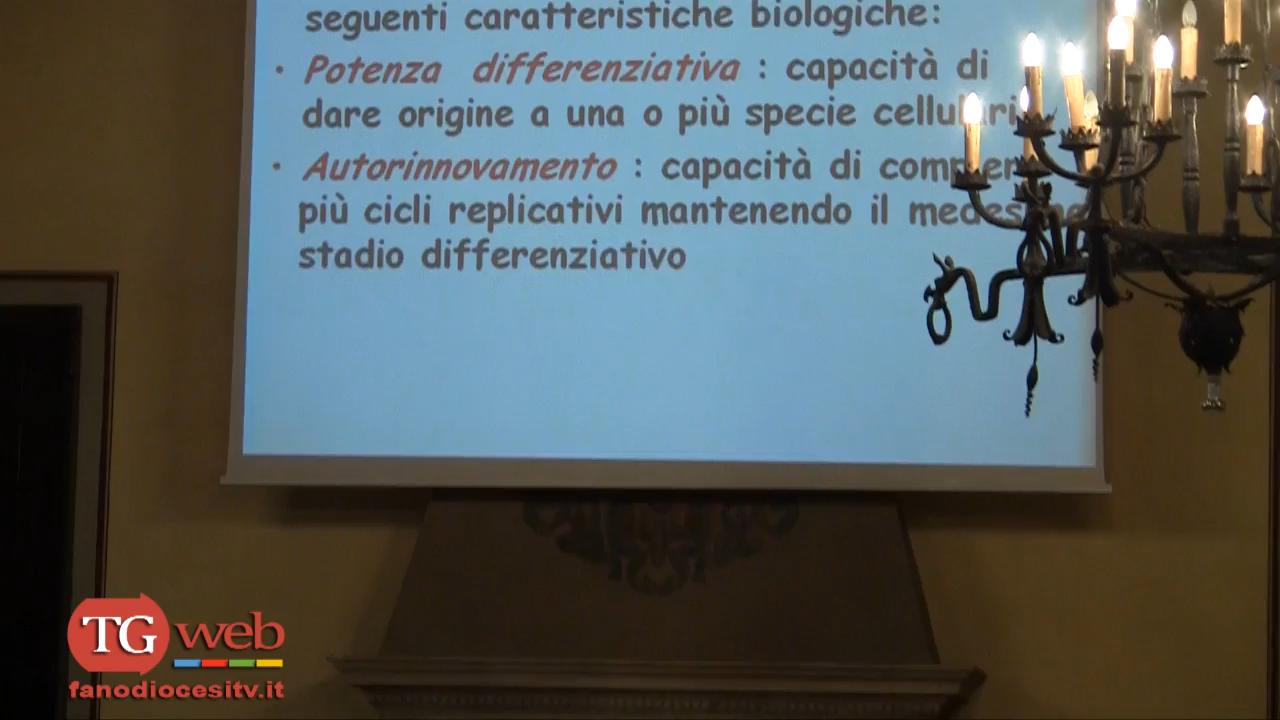 seguenti caratteristiche biologiche:
• Potenza differenziativa : capacità di
dare origine a una o più specie cellulari
• Autorinnovamento : capacità di
più cicli replicativi mantenendo il
stadio differenziativo
TG web
fanodiocesitv.it